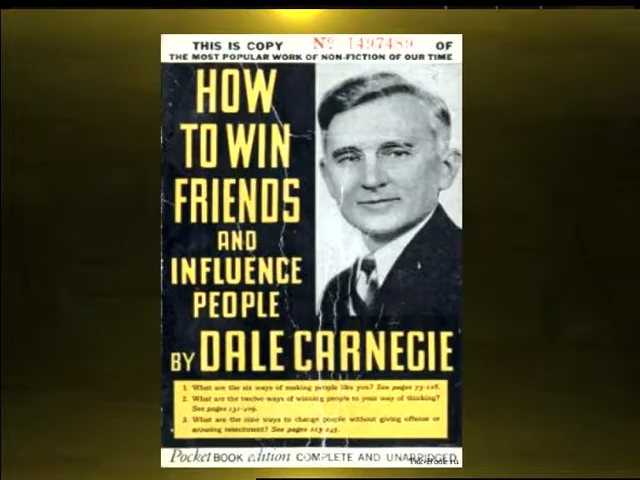 THIS IS COPY Nº 1497489 OF
THE MOST POPULAR WORK OF NON-FICTION OF OUR TIME
HOW
TO WIN
FRIENDS
AND
INFLUENCE
PEOPLE
BY DALE CARNEGIE
1. What are the six ways of making people like you? See pages 73-128.
2. What are the twelve ways of winning people to your way of thinking?
See pages 131-209.
3. What are the nine ways to change people without giving offense or
arousing resentment? See pages 213-245.
Pocket BOOK edition COMPLETE AND UNABRIDGED